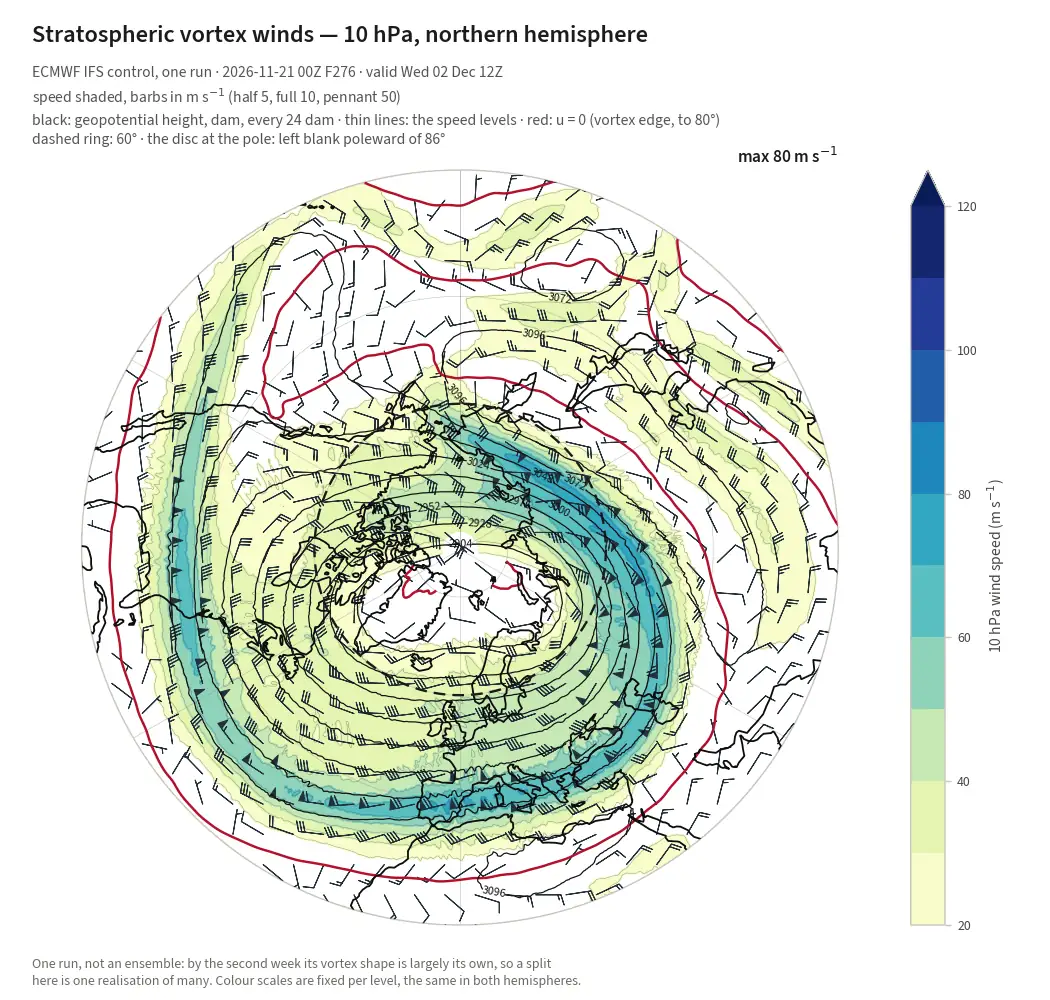 Stratospheric vortex winds — 10 hPa, northern hemisphere
ECMWF IFS control, one run · 2026-11-21 00Z F276 · valid Wed 02 Dec 12Z
speed shaded, barbs in m s⁻¹ (half 5, full 10, pennant 50)
black: geopotential height, dam, every 24 dam · thin lines: the speed levels · red: u = 0 (vortex edge, to 80°)
dashed ring: 60° · the disc at the pole: left blank poleward of 86°
max 80 m s⁻¹
120
100
80
60
40
20
10 hPa wind speed (m s⁻¹)
3072
3096
3096
3048
3000
2952
2928
2904
3096
One run, not an ensemble: by the second week its vortex shape is largely its own, so a split
here is one realisation of many. Colour scales are fixed per level, the same in both hemispheres.